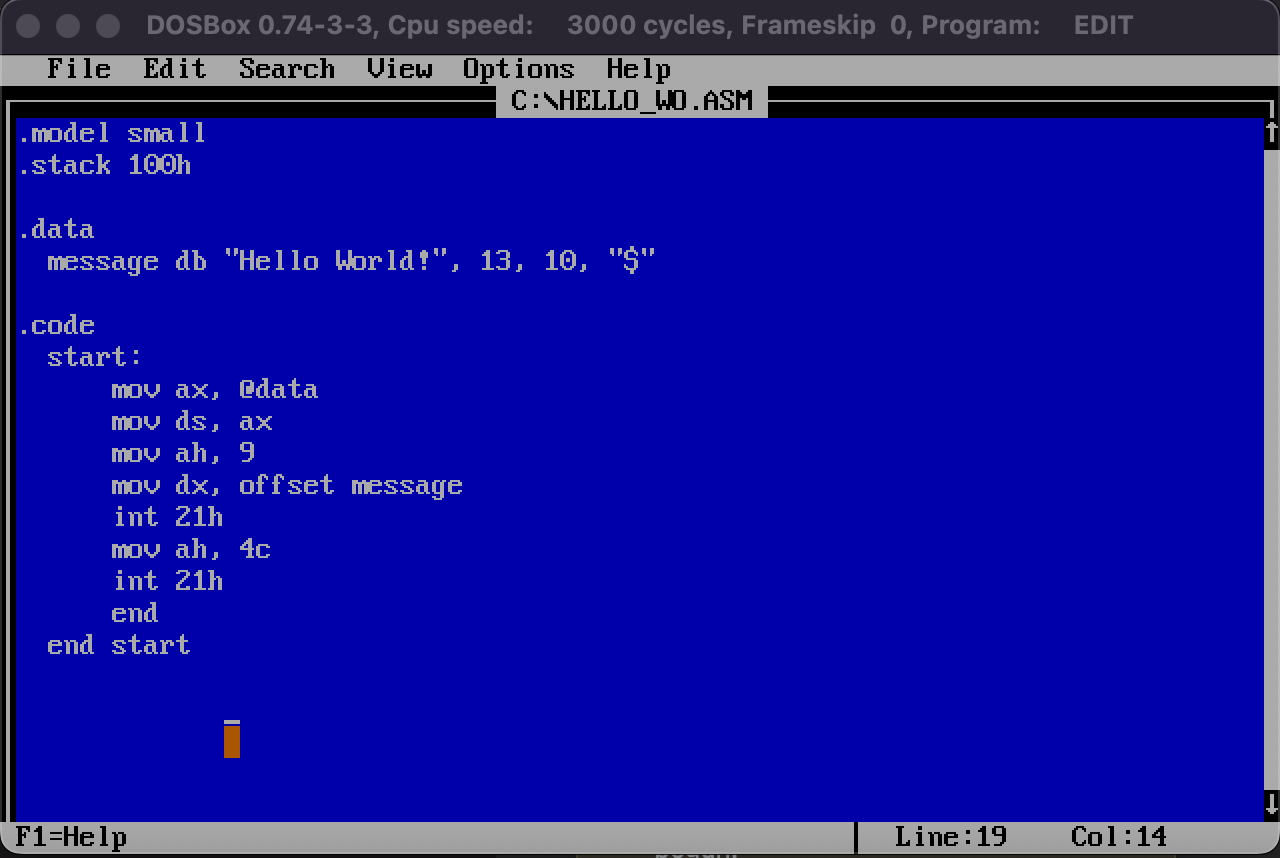 DOSBox 0.74-3-3, Cpu speed: 3000 cycles, Frameskip 0, Program: EDIT
File Edit Search View Options Help
C:\HELLO_WO.ASM
.model small
.stack 100h
.data
message db "Hello World!", 13, 10, "$"
.code
start:
mov ax, @data
mov ds, ax
mov ah, 9
mov dx, offset message
int 21h
mov ah, 4c
int 21h
end
end start
F1=Help Line:19 Col:14